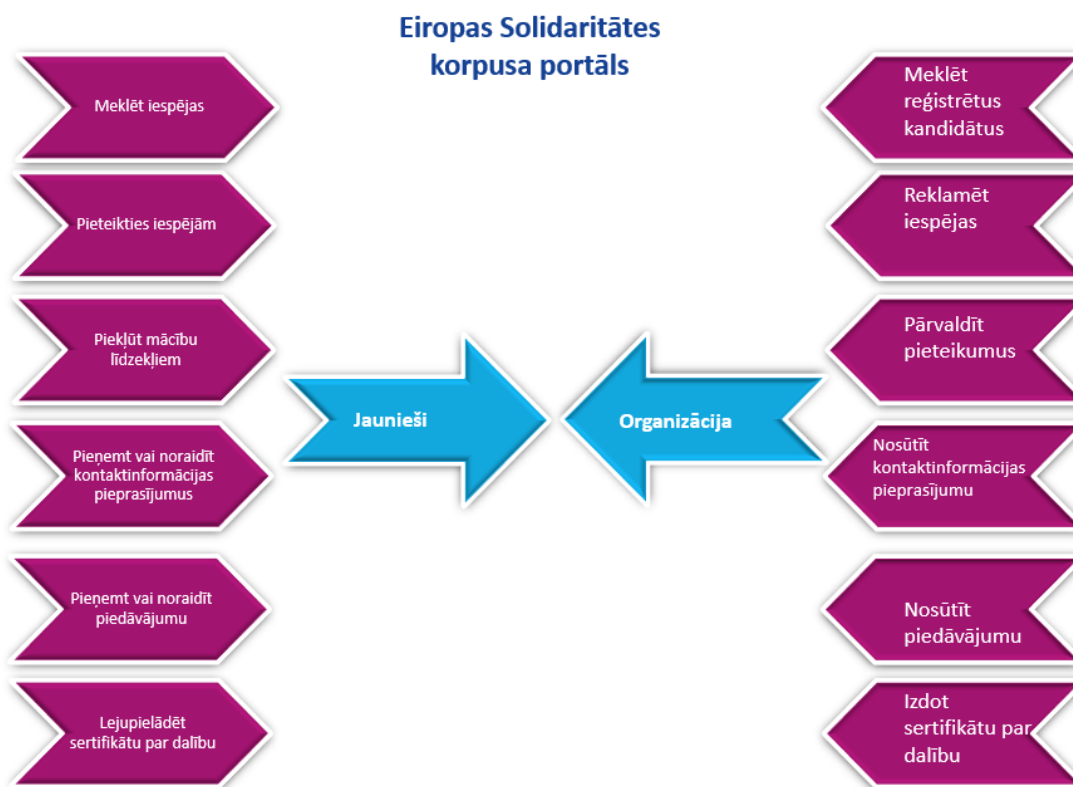 Eiropas Solidaritātes
korpusa portāls
Meklēt iespējas
Pieteikties iespējām
Piekļūt mācību
līdzekļiem
Pieņemt vai noraidīt
kontaktinformācijas
pieprasījumus
Pieņemt vai noraidīt
piedāvājumu
Lejupielādēt
sertifikātu par dalību
Jaunieši
Organizācija
Meklēt
reģistrētus
kandidātus
Reklamēt
iespējas
Pārvaldīt
pieteikumus
Nosūtīt
kontaktinformācijas
pieprasījumu
Nosūtīt
piedāvājumu
Izdot
sertifikātu par
dalību